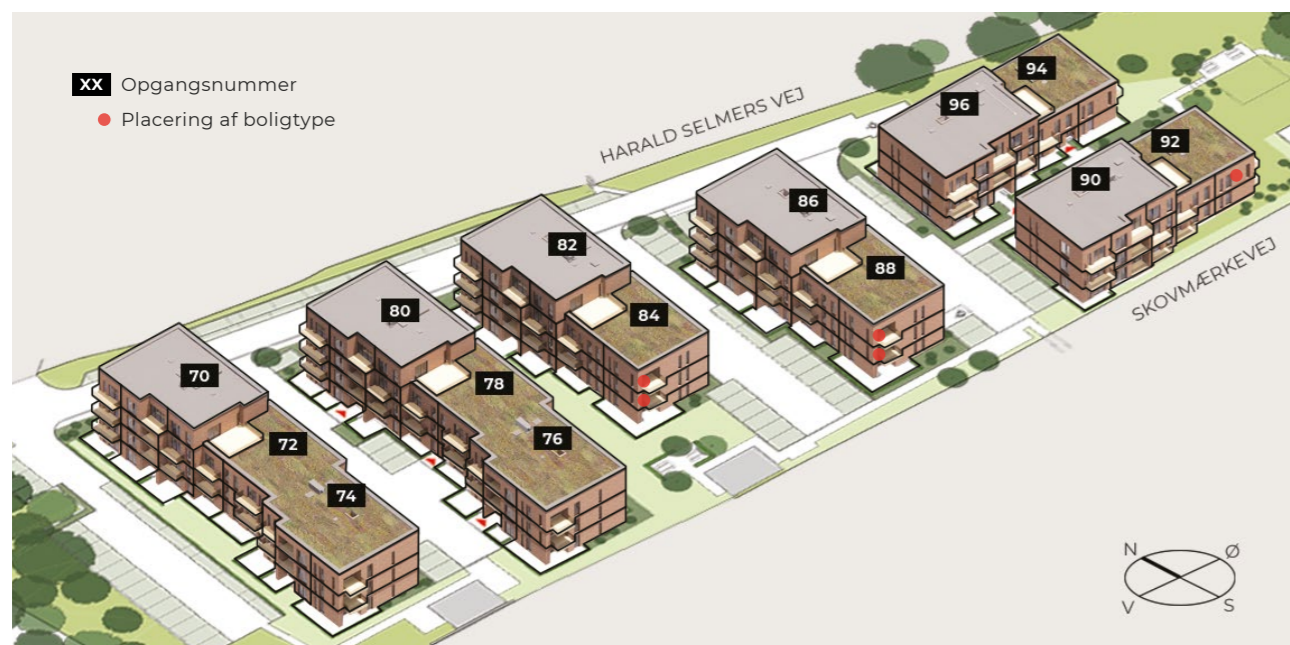 XX Opgangsnummer
Placering af boligtype
HARALD SELMERS VEJ
94
96
92
90
86
82
88
80
84
70
78
76
72
74
SKOVMÆRKEVEJ
N Ø
V S